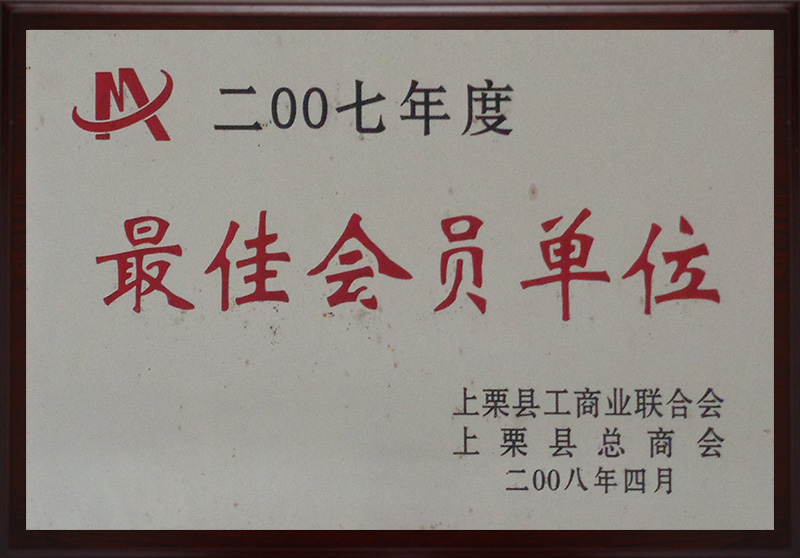 二00七年度
最佳会员单位
上栗县工商业联合会
上栗县总商会
二00八年四月